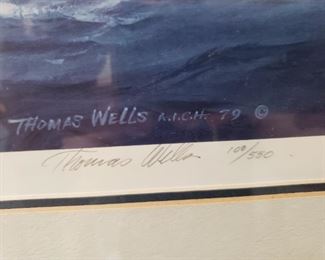 THOMAS WELLS A.I.C.H. 79 ©
Thomas Wells 100/550